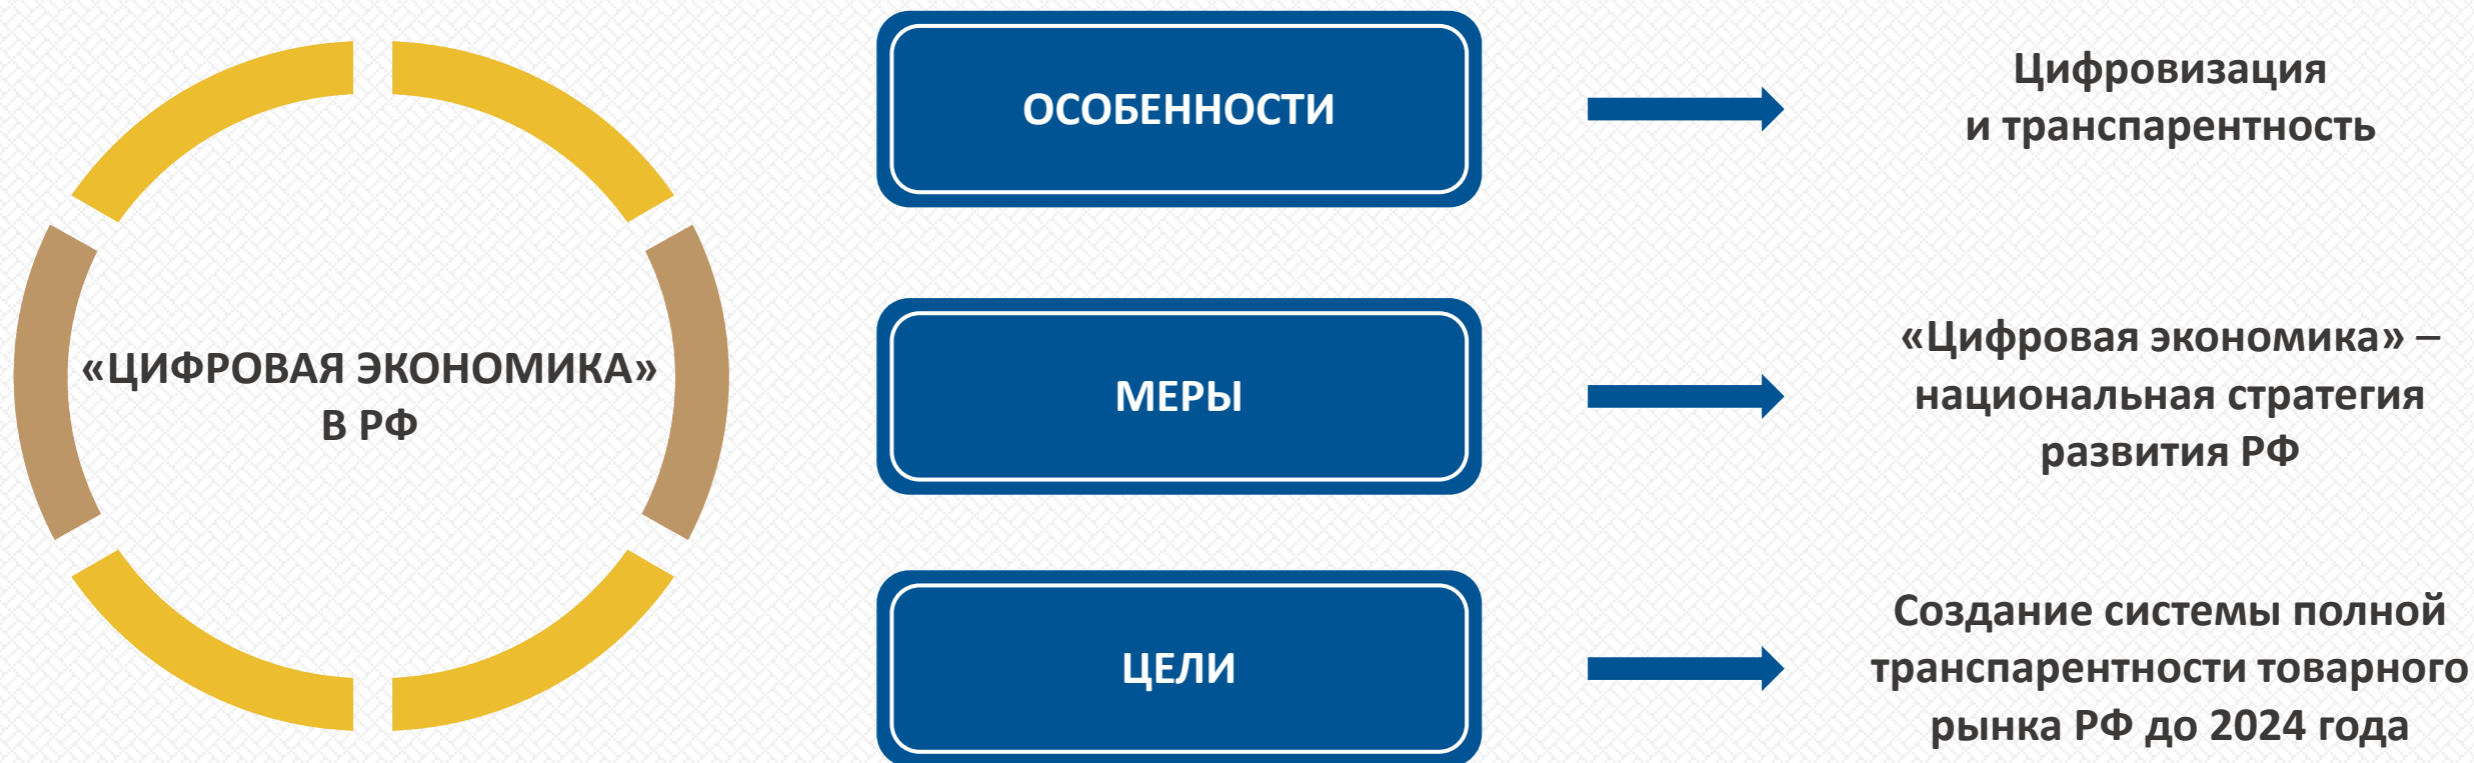 «ЦИФРОВАЯ ЭКОНОМИКА»
В РФ
ОСОБЕННОСТИ
Цифровизация
и транспарентность
МЕРЫ
«Цифровая экономика» –
национальная стратегия
развития РФ
ЦЕЛИ
Создание системы полной
транспарентности товарного
рынка РФ до 2024 года